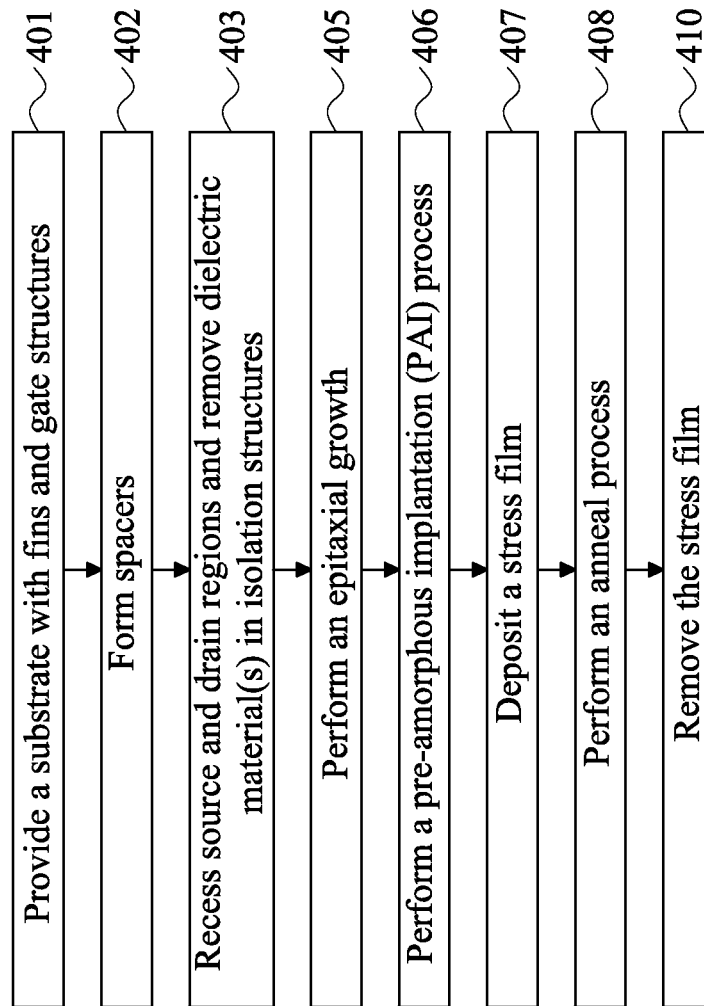 Provide a substrate with fins and gate structures
401
Form spacers
402
Recess source and drain regions and remove dielectric
material(s) in isolation structures
403
Perform an epitaxial growth
405
Perform a pre-amorphous implantation (PAI) process
406
Deposit a stress film
407
Perform an anneal process
408
Remove the stress film
410